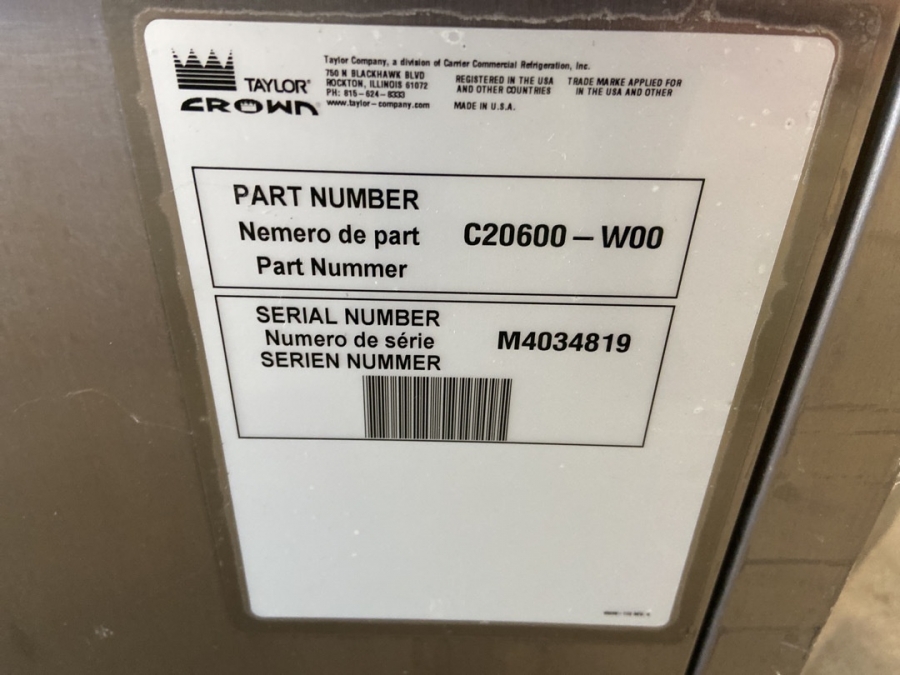 TAYLOR®
CROWN®
Taylor Company, a division of Carrier Commercial Refrigeration, Inc.
750 N BLACKHAWK BLVD
ROCKTON, ILLINOIS 61072
PH: 815-624-8333
www.taylor-company.com
REGISTERED IN THE USA
AND OTHER COUNTRIES
MADE IN U.S.A.
TRADE MARKE APPLIED FOR
IN THE USA AND OTHER
PART NUMBER
Nemero de part
Part Nummer
C20600-W00
SERIAL NUMBER
Numero de série
SERIEN NUMMER
M4034819